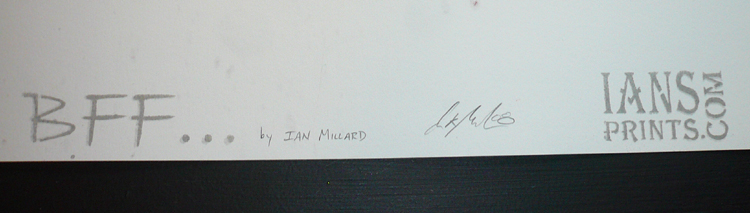 BFF...
by IAN MILLARD
IANS
PRINTS.COM